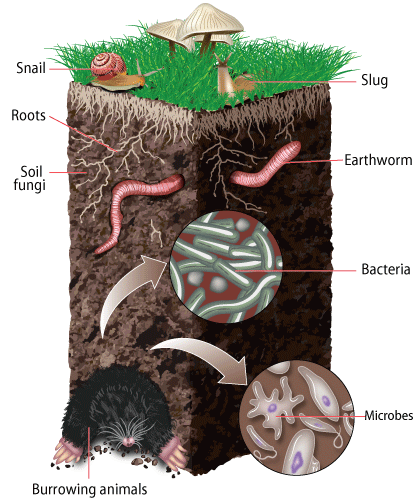 Snail
Slug
Roots
Earthworm
Soil
fungi
Bacteria
Microbes
Burrowing animals